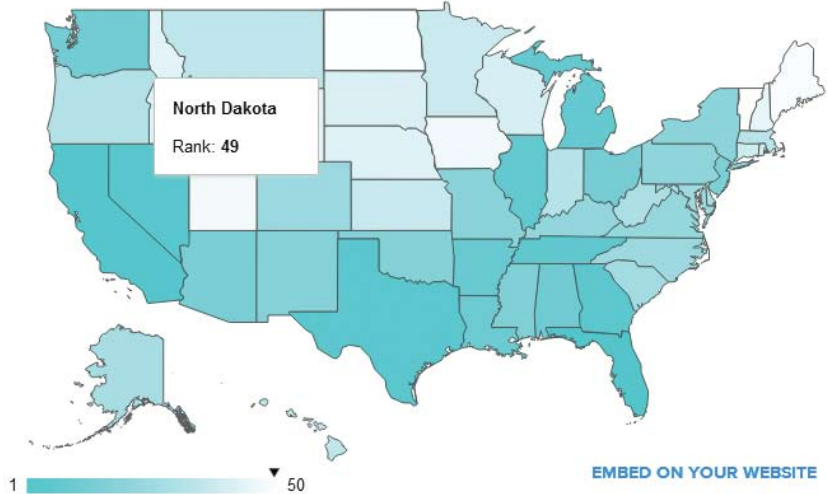 North Dakota
Rank: 49
1
50
EMBED ON YOUR WEBSITE